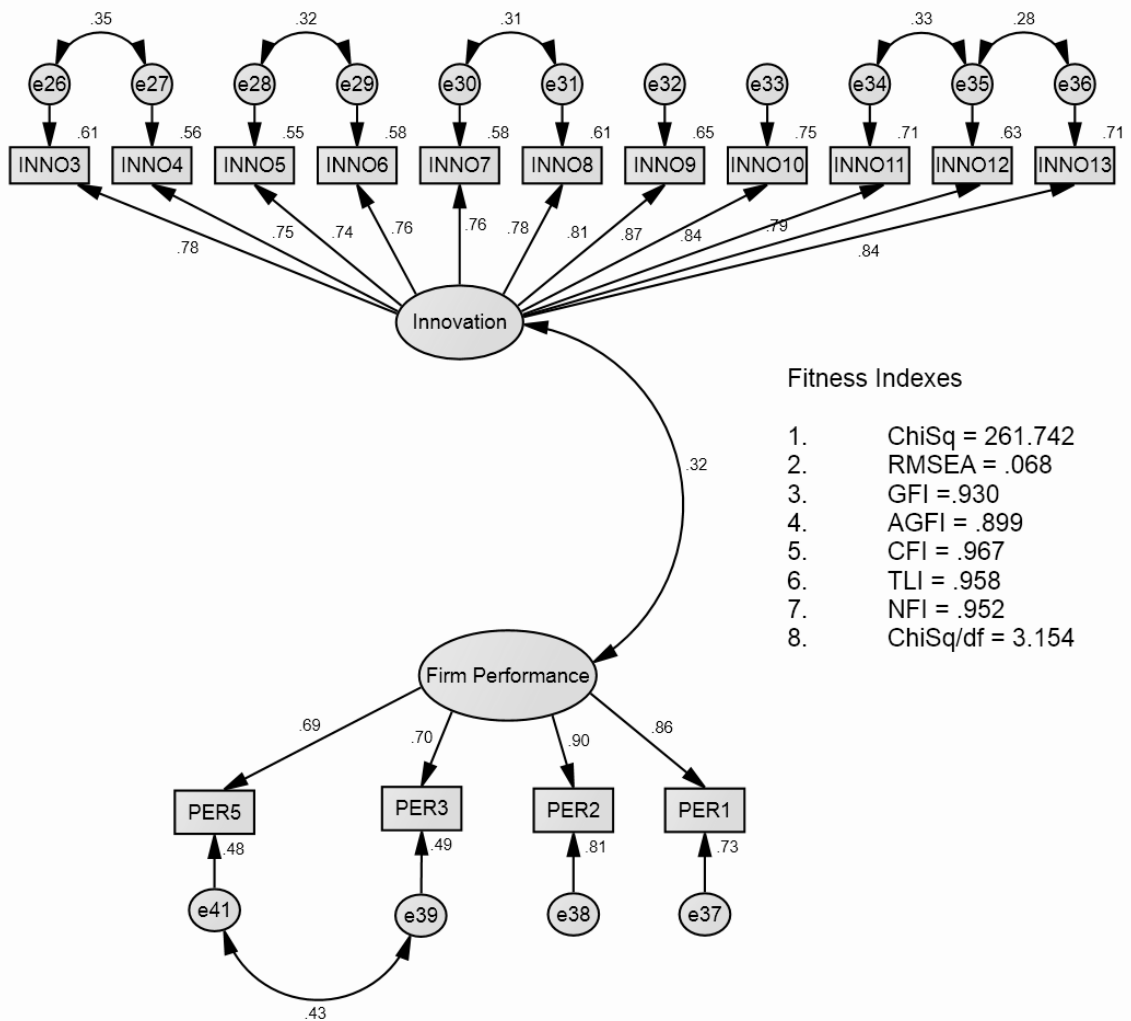 .35 .32 .31 .33 .28
e26 e27 e28 e29 e30 e31 e32 e33 e34 e35 e36
.61 .56 .55 .58 .58 .61 .65 .75 .71 .63 .71
INNO3 INNO4 INNO5 INNO6 INNO7 INNO8 INNO9 INNO10 INNO11 INNO12 INNO13
.78 .75 .74 .76 .76 .78 .81 .87 .84 .79 .84
Innovation
.32
Fitness Indexes
1. ChiSq = 261.742
2. RMSEA = .068
3. GFI =.930
4. AGFI = .899
5. CFI = .967
6. TLI = .958
7. NFI = .952
8. ChiSq/df = 3.154
Firm Performance
.69 .70 .90 .86
PER5 PER3 PER2 PER1
.48 .49 .81 .73
e41 e39 e38 e37
.43